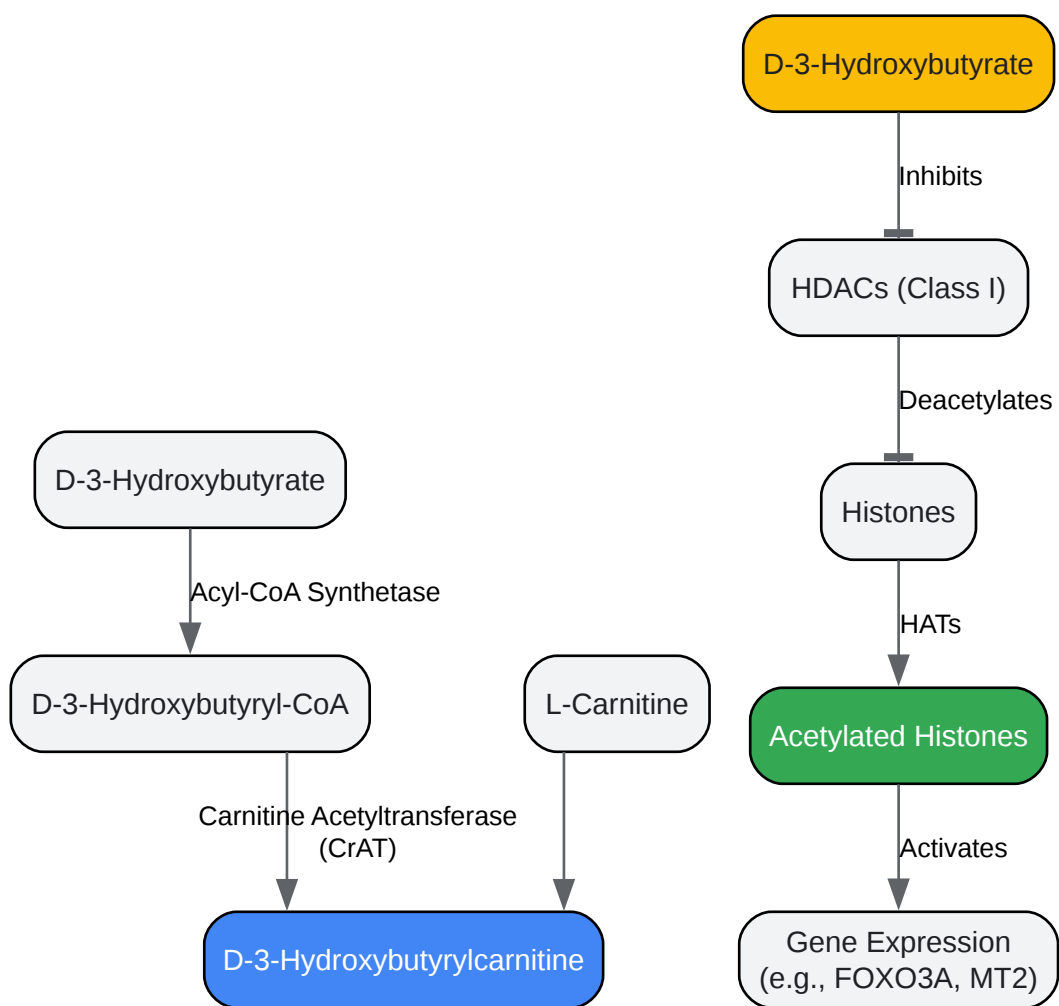 D-3-Hydroxybutyrate
Inhibits
HDACs (Class I)
Deacetylates
D-3-Hydroxybutyrate
Histones
Acyl-CoA Synthetase
HATs
D-3-Hydroxybutyryl-CoA
L-Carnitine
Acetylated Histones
Carnitine Acetyltransferase
(CrAT)
Activates
D-3-Hydroxybutyrylcarnitine
Gene Expression
(e.g., FOXO3A, MT2)